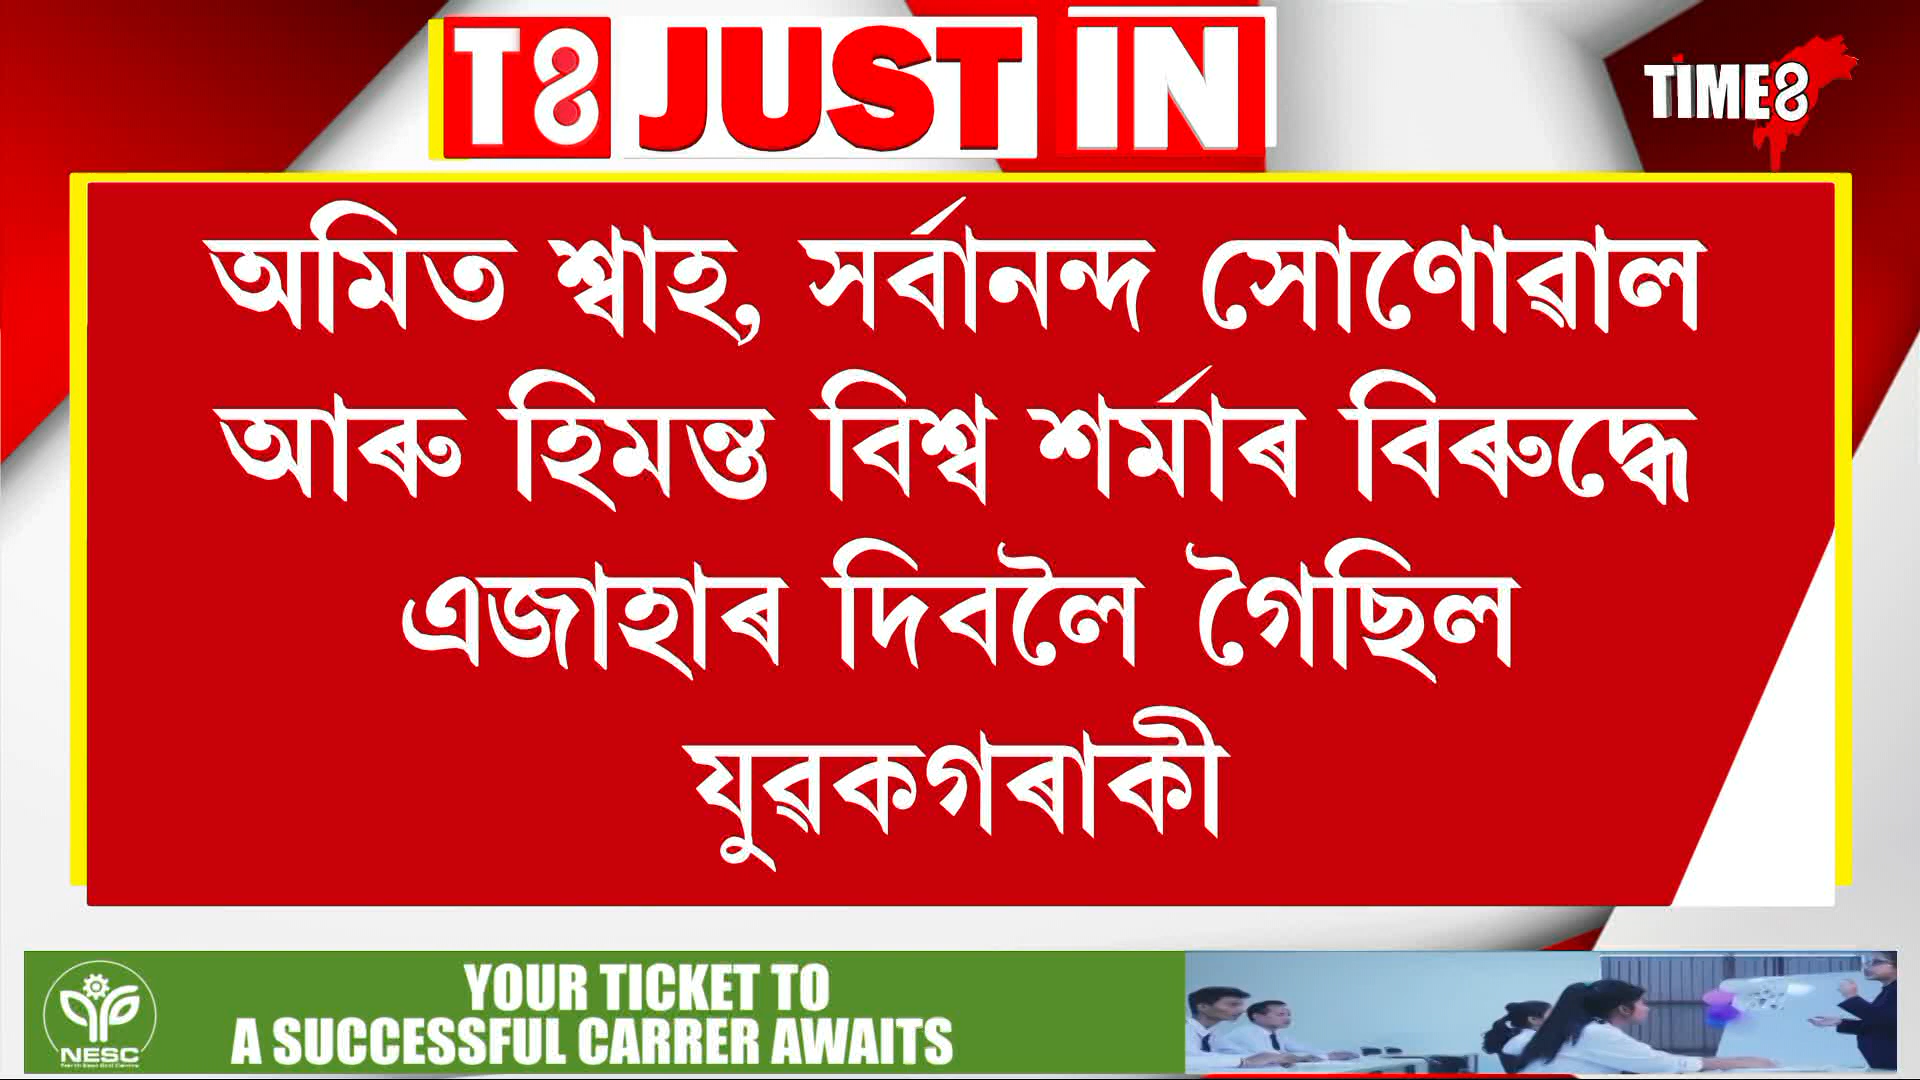 T8 JUST IN
TIME8
অমিত শ্বাহ, সৰ্বানন্দ সোণোৱাল
আৰু হিমন্ত বিশ্ব শৰ্মাৰ বিৰুদ্ধে
এজাহাৰ দিবলৈ গৈছিল
যুৱকগৰাকী
YOUR TICKET TO
A SUCCESSFUL CARRER AWAITS
NESC